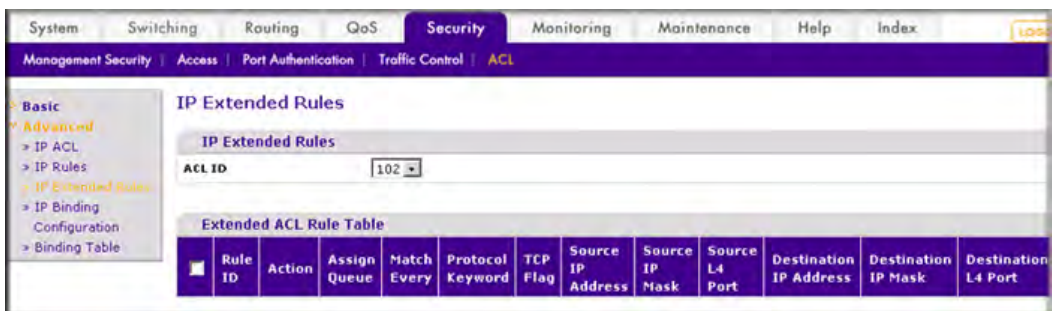 System Switching Routing QoS Security Monitoring Maintenance Help Index
Management Security Access Port Authentication Traffic Control ACL
Basic
Advanced
IP ACL
IP Rules
IP Extended Rules
IP Binding
Configuration
Binding Table
IP Extended Rules
IP Extended Rules
ACL ID 102
Extended ACL Rule Table
Rule ID Action Assign Queue Match Every Protocol Keyword TCP Flag Source IP Address Source IP Mask Source L4 Port Destination IP Address Destination IP Mask Destination L4 Port